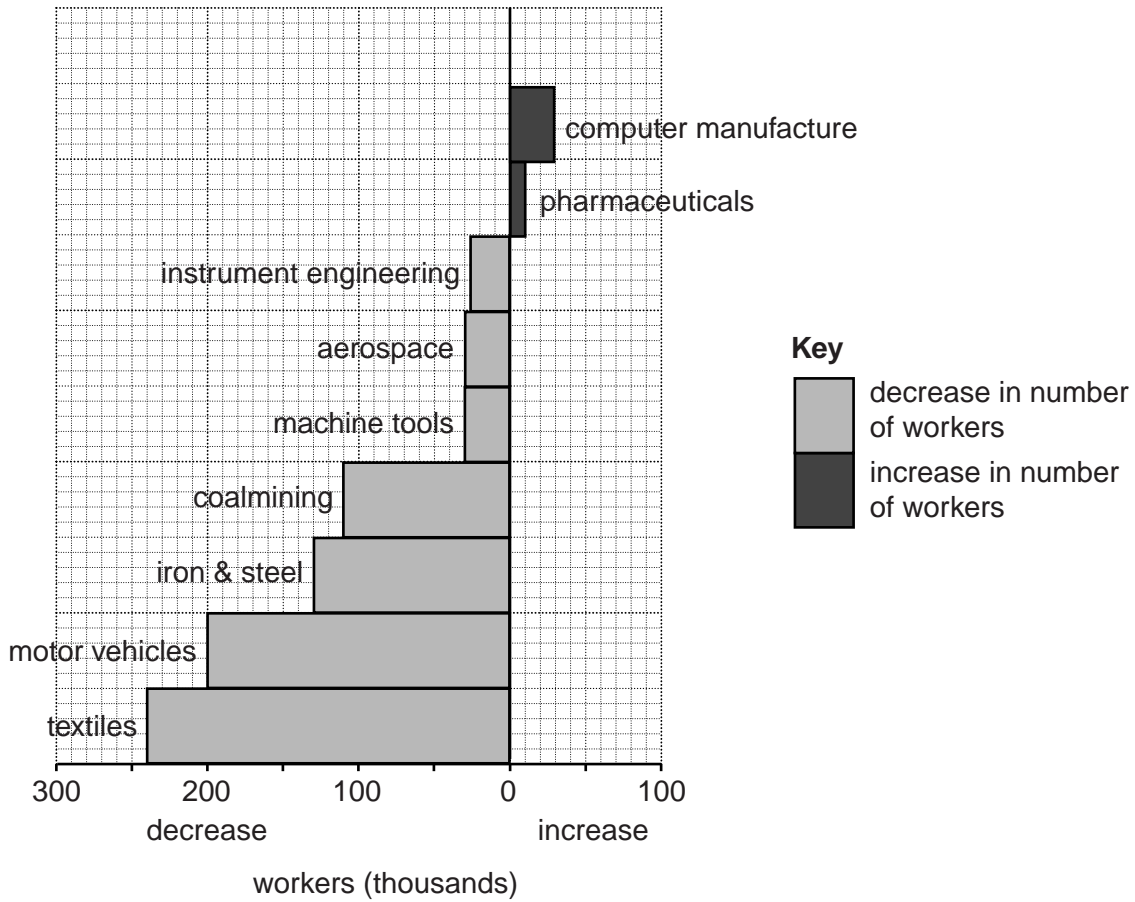 computer manufacture
pharmaceuticals
instrument engineering
aerospace
machine tools
coalmining
iron & steel
motor vehicles
textiles
300 200 100 0 100
decrease increase
workers (thousands)
Key
decrease in number
of workers
increase in number
of workers